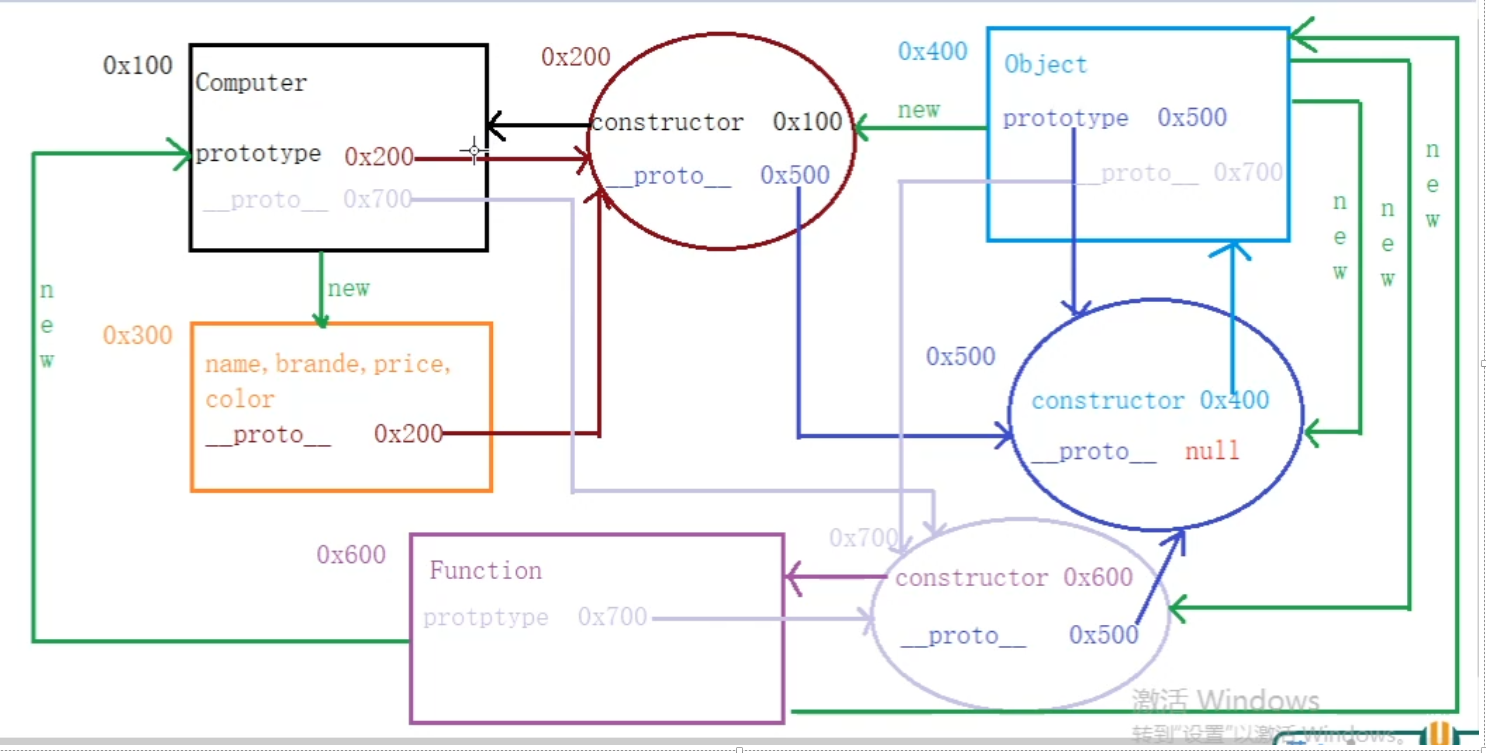 0x100
Computer
prototype 0x200
__proto__ 0x700
0x200
constructor 0x100
__proto__ 0x500
new
0x400
Object
prototype 0x500
__proto__ 0x700
new
new
new
new
new
0x300
name,brande,price,
color
__proto__ 0x200
0x500
constructor 0x400
__proto__ null
0x600
Function
protptype 0x700
0x700
constructor 0x600
__proto__ 0x500
激活 Windows
转到"设置"以激活 Windows。